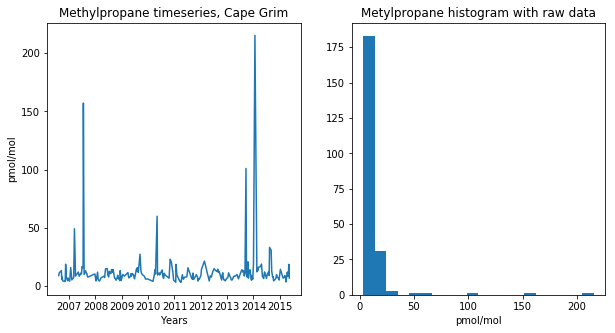 Methylpropane timeseries, Cape Grim
200
150
100
50
0
pmol/mol
2007 2008 2009 2010 2011 2012 2013 2014 2015
Years
Metylpropane histogram with raw data
175
150
125
100
75
50
25
0
0 50 100 150 200
pmol/mol